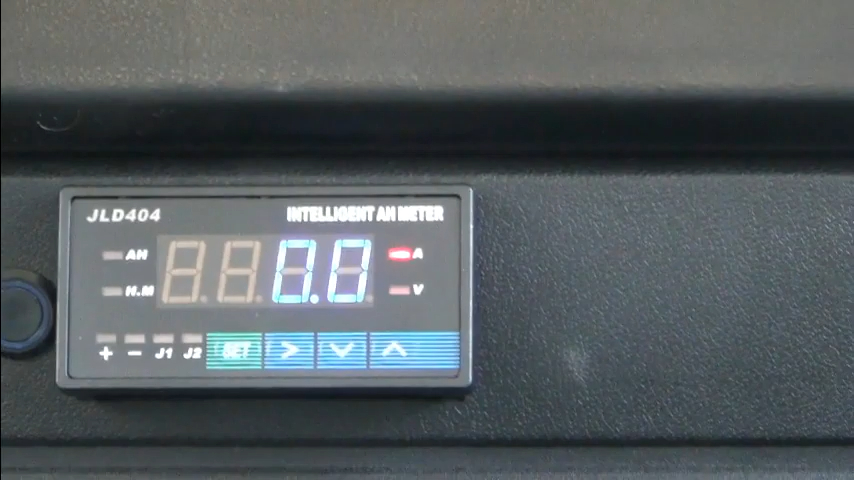 JLD404 INTELLIGENT AH METER
AH 0.0 A
H.M V
+ - J1 J2 SET > ∨ ∧